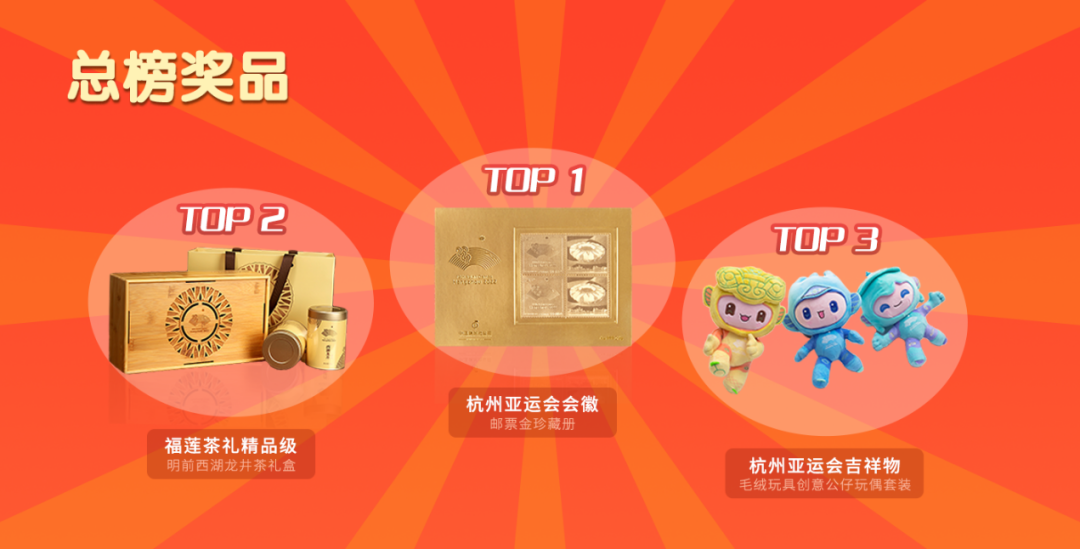 总榜奖品
TOP 1
杭州亚运会会徽
邮票金珍藏册
TOP 2
福莲茶礼精品级
明前西湖龙井茶礼盒
TOP 3
杭州亚运会吉祥物
毛绒玩具创意公仔玩偶套装